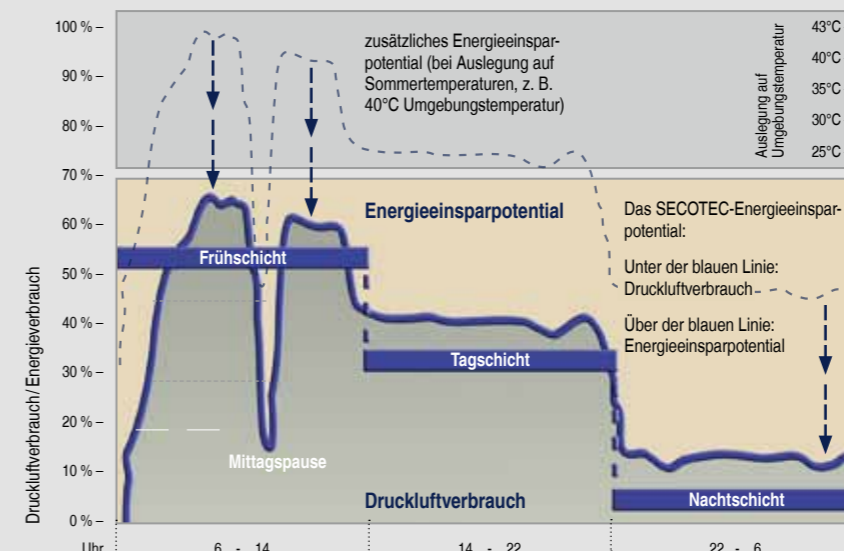 100 % –
90 % –
80 % –
70 % –
60 % –
50 % –
40 % –
30 % –
20 % –
10 % –
0 % –
Druckluftverbrauch / Energieverbrauch
zusätzliches Energieeinspar-
potential (bei Auslegung auf
Sommertemperaturen, z. B.
40°C Umgebungstemperatur)
Auslegung auf
Umgebungstemperatur
43°C
40°C
35°C
30°C
25°C
Energieeinsparpotential
Das SECOTEC-Energieeinspar-
potential:
Unter der blauen Linie:
Druckluftverbrauch
Über der blauen Linie:
Energieeinsparpotential
Frühschicht
Tagschicht
Mittagspause
Druckluftverbrauch
Nachtschicht
Uhr 6 - 14 14 - 22 22 - 6